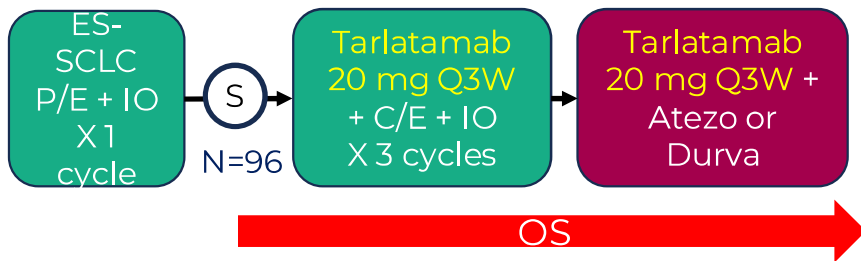 ES-
SCLC
P/E + IO
X 1
cycle
S
N=96
Tarlatamab
20 mg Q3W
+ C/E + IO
X 3 cycles
Tarlatamab
20 mg Q3W +
Atezo or
Durva
OS